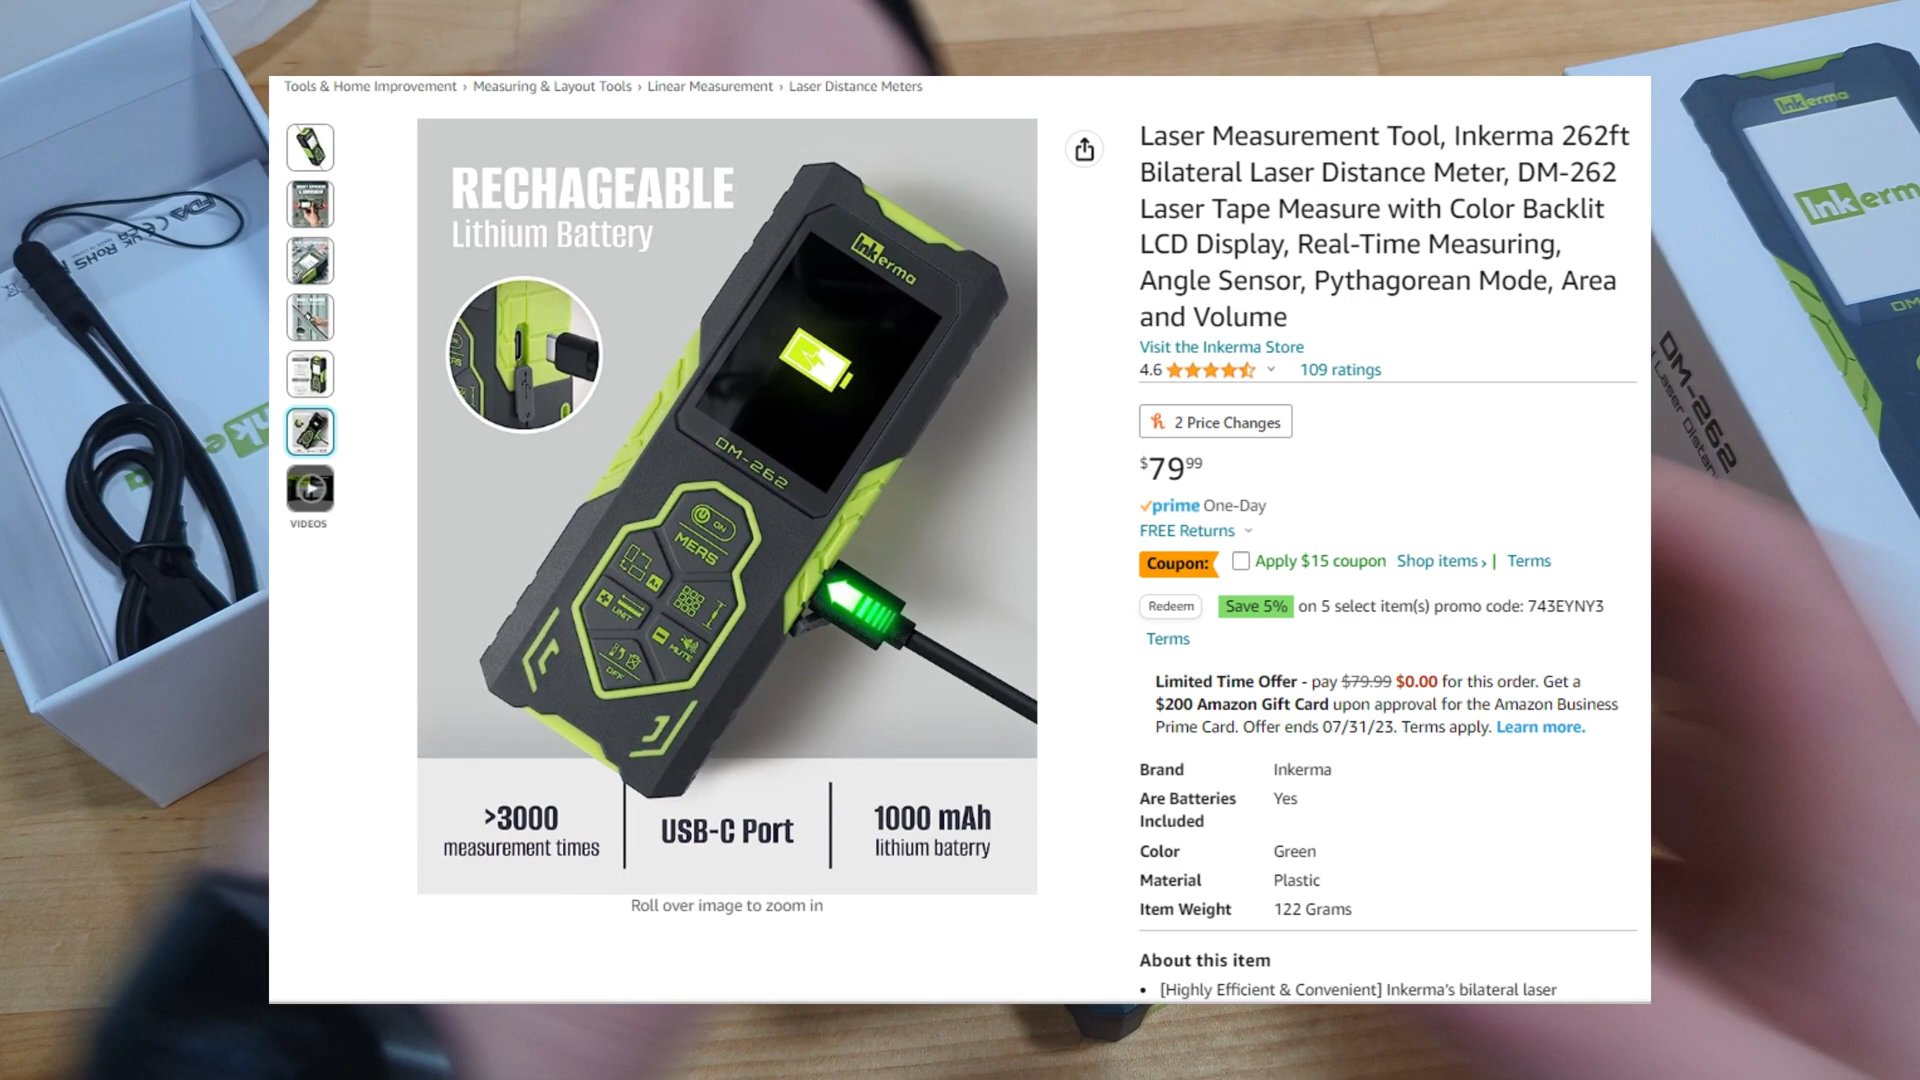 Tools & Home Improvement › Measuring & Layout Tools › Linear Measurement › Laser Distance Meters
VIDEOS
RECHAGEABLE
Lithium Battery
Inkerma
DM-262
ON
MEAS
UNIT
MUTE
OFF
>3000
measurement times
USB-C Port
1000 mAh
lithium baterry
Roll over image to zoom in
Laser Measurement Tool, Inkerma 262ft
Bilateral Laser Distance Meter, DM-262
Laser Tape Measure with Color Backlit
LCD Display, Real-Time Measuring,
Angle Sensor, Pythagorean Mode, Area
and Volume
Visit the Inkerma Store
4.6
109 ratings
2 Price Changes
$79 99
prime One-Day
FREE Returns
Coupon: Apply $15 coupon Shop items › | Terms
Redeem Save 5% on 5 select item(s) promo code: 743EYNY3
Terms
Limited Time Offer - pay $79.99 $0.00 for this order. Get a
$200 Amazon Gift Card upon approval for the Amazon Business
Prime Card. Offer ends 07/31/23. Terms apply. Learn more.
Brand Inkerma
Are Batteries Yes
Included
Color Green
Material Plastic
Item Weight 122 Grams
About this item
• [Highly Efficient & Convenient] Inkerma's bilateral laser
FDA
CE
RoHS
Inkerma
DM-262
Laser Distan
Inkerm